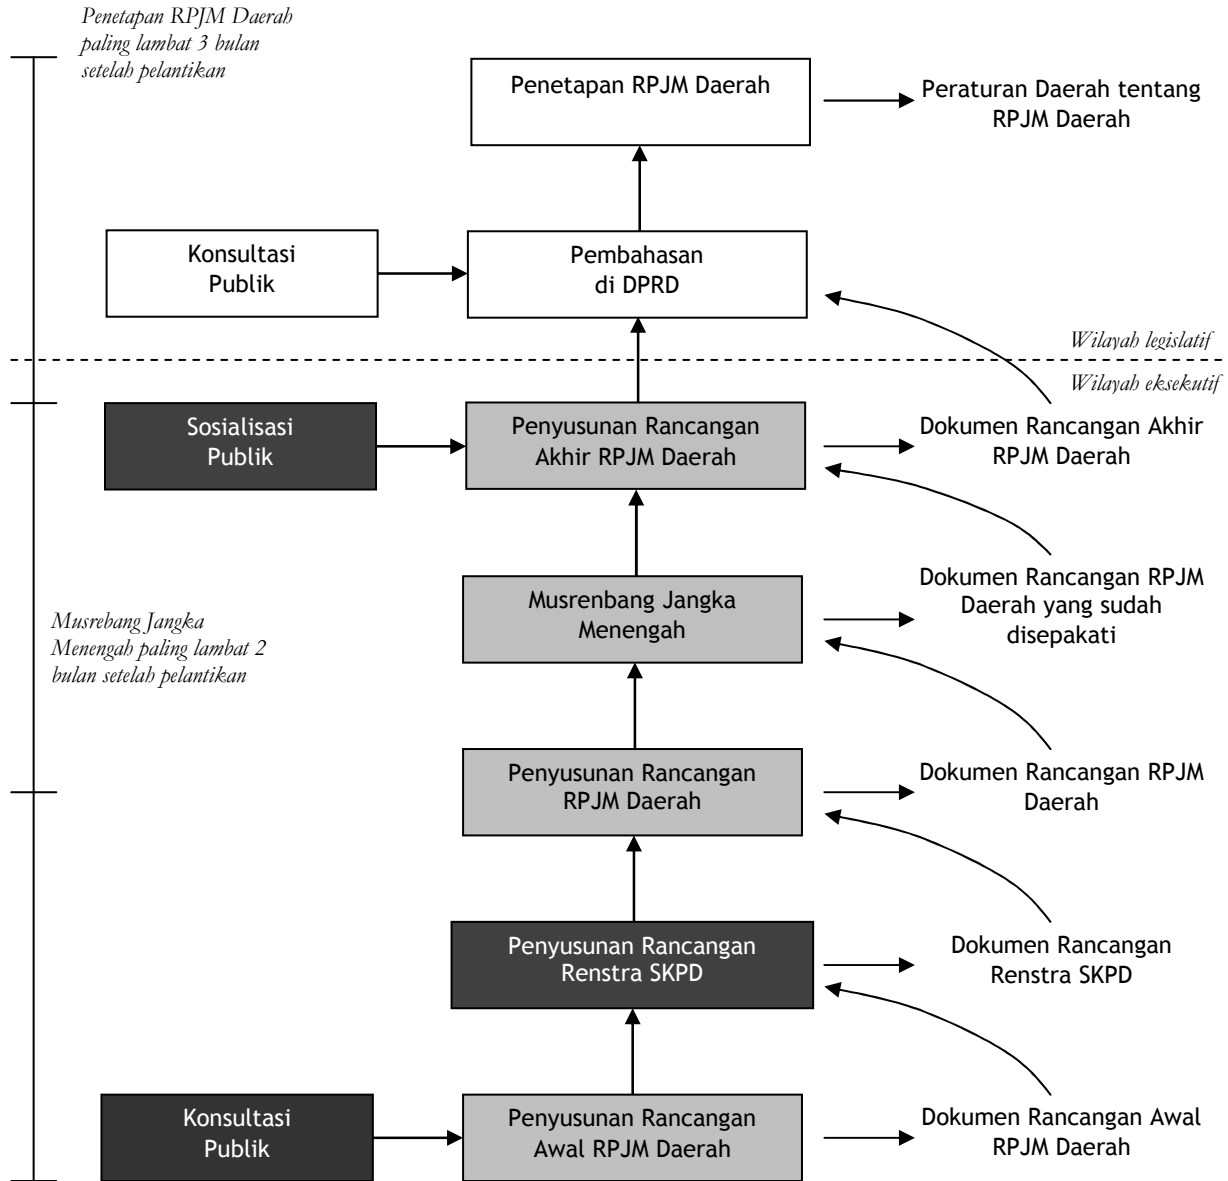 Penetapan RPJM Daerah
paling lambat 3 bulan
setelah pelantikan
Penetapan RPJM Daerah
Peraturan Daerah tentang
RPJM Daerah
Konsultasi
Publik
Pembahasan
di DPRD
Wilayah legislatif
Wilayah eksekutif
Sosialisasi
Publik
Penyusunan Rancangan
Akhir RPJM Daerah
Dokumen Rancangan Akhir
RPJM Daerah
Musrebang Jangka
Menengah paling lambat 2
bulan setelah pelantikan
Musrenbang Jangka
Menengah
Dokumen Rancangan RPJM
Daerah yang sudah
disepakati
Penyusunan Rancangan
RPJM Daerah
Dokumen Rancangan RPJM
Daerah
Penyusunan Rancangan
Renstra SKPD
Dokumen Rancangan
Renstra SKPD
Konsultasi
Publik
Penyusunan Rancangan
Awal RPJM Daerah
Dokumen Rancangan Awal
RPJM Daerah